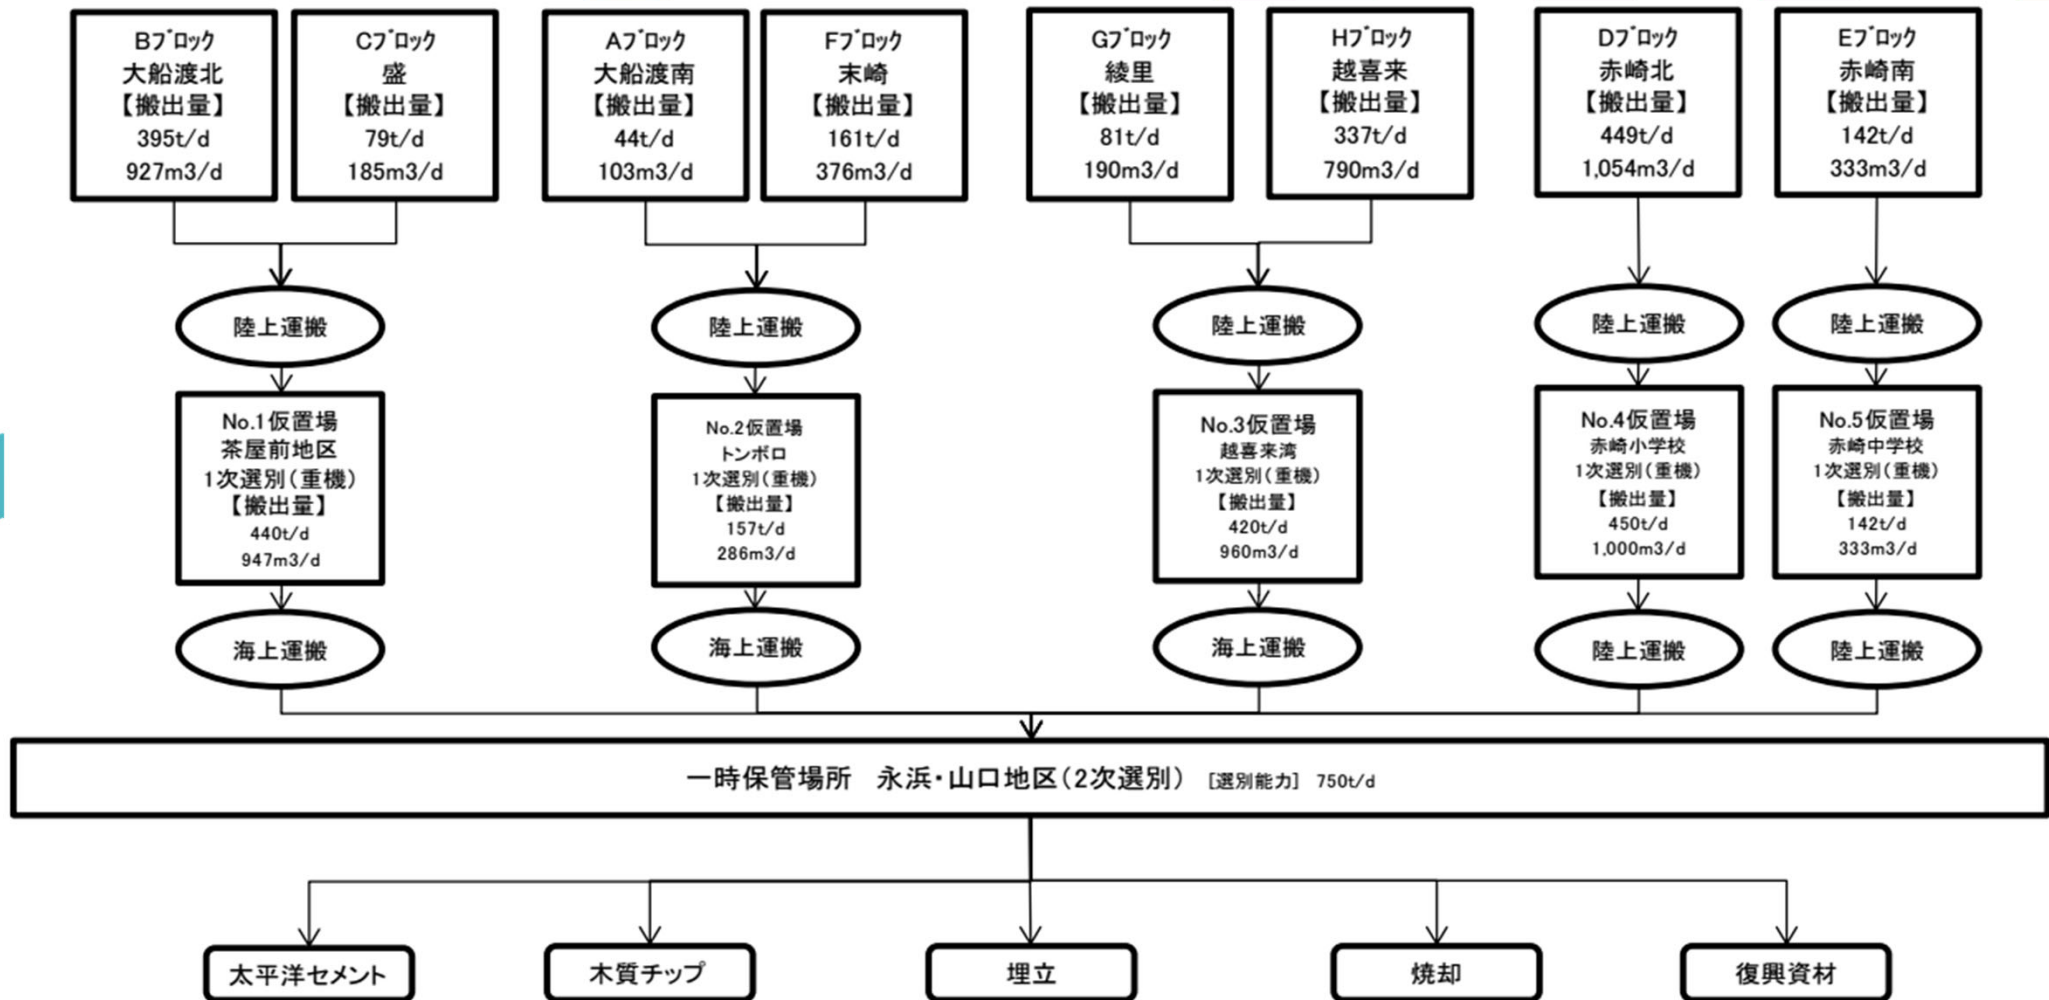 Bブロック
大船渡北
【搬出量】
395t/d
927m3/d
Cブロック
盛
【搬出量】
79t/d
185m3/d
Aブロック
大船渡南
【搬出量】
44t/d
103m3/d
Fブロック
末崎
【搬出量】
161t/d
376m3/d
Gブロック
綾里
【搬出量】
81t/d
190m3/d
Hブロック
越喜来
【搬出量】
337t/d
790m3/d
Dブロック
赤崎北
【搬出量】
449t/d
1,054m3/d
Eブロック
赤崎南
【搬出量】
142t/d
333m3/d
陸上運搬
陸上運搬
陸上運搬
陸上運搬
陸上運搬
No.1仮置場
茶屋前地区
1次選別(重機)
【搬出量】
440t/d
947m3/d
No.2仮置場
トンボロ
1次選別(重機)
【搬出量】
157t/d
286m3/d
No.3仮置場
越喜来湾
1次選別(重機)
【搬出量】
420t/d
960m3/d
No.4仮置場
赤崎小学校
1次選別(重機)
【搬出量】
450t/d
1,000m3/d
No.5仮置場
赤崎中学校
1次選別(重機)
【搬出量】
142t/d
333m3/d
海上運搬
海上運搬
海上運搬
陸上運搬
陸上運搬
一時保管場所 永浜・山口地区(2次選別) [選別能力] 750t/d
太平洋セメント
木質チップ
埋立
焼却
復興資材